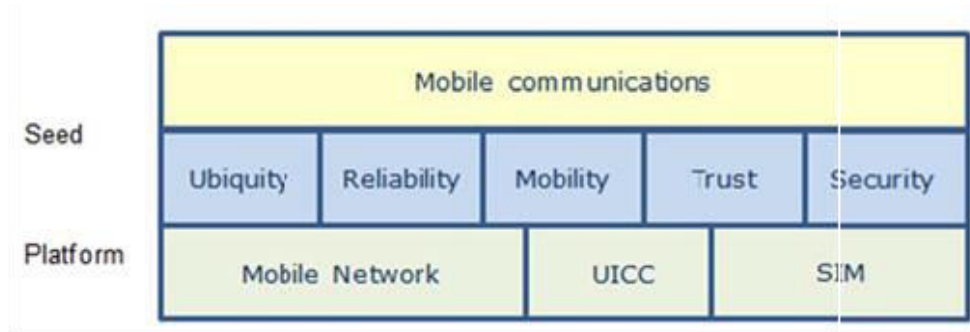 Mobile communications
Seed
Ubiquity Reliability Mobility Trust Security
Platform
Mobile Network UICC SIM